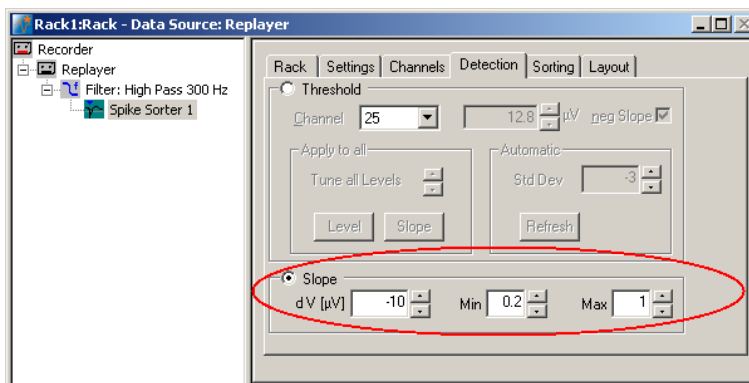 Rack1:Rack - Data Source: Replayer
Recorder
Replayer
Filter: High Pass 300 Hz
Spike Sorter 1
Rack Settings Channels Detection Sorting Layout
Threshold
Channel 25 12.8 µV neg Slope
Apply to all Automatic
Tune all Levels Std Dev -3
Level Slope Refresh
Slope
d V [µV] -10 Min 0.2 Max 1